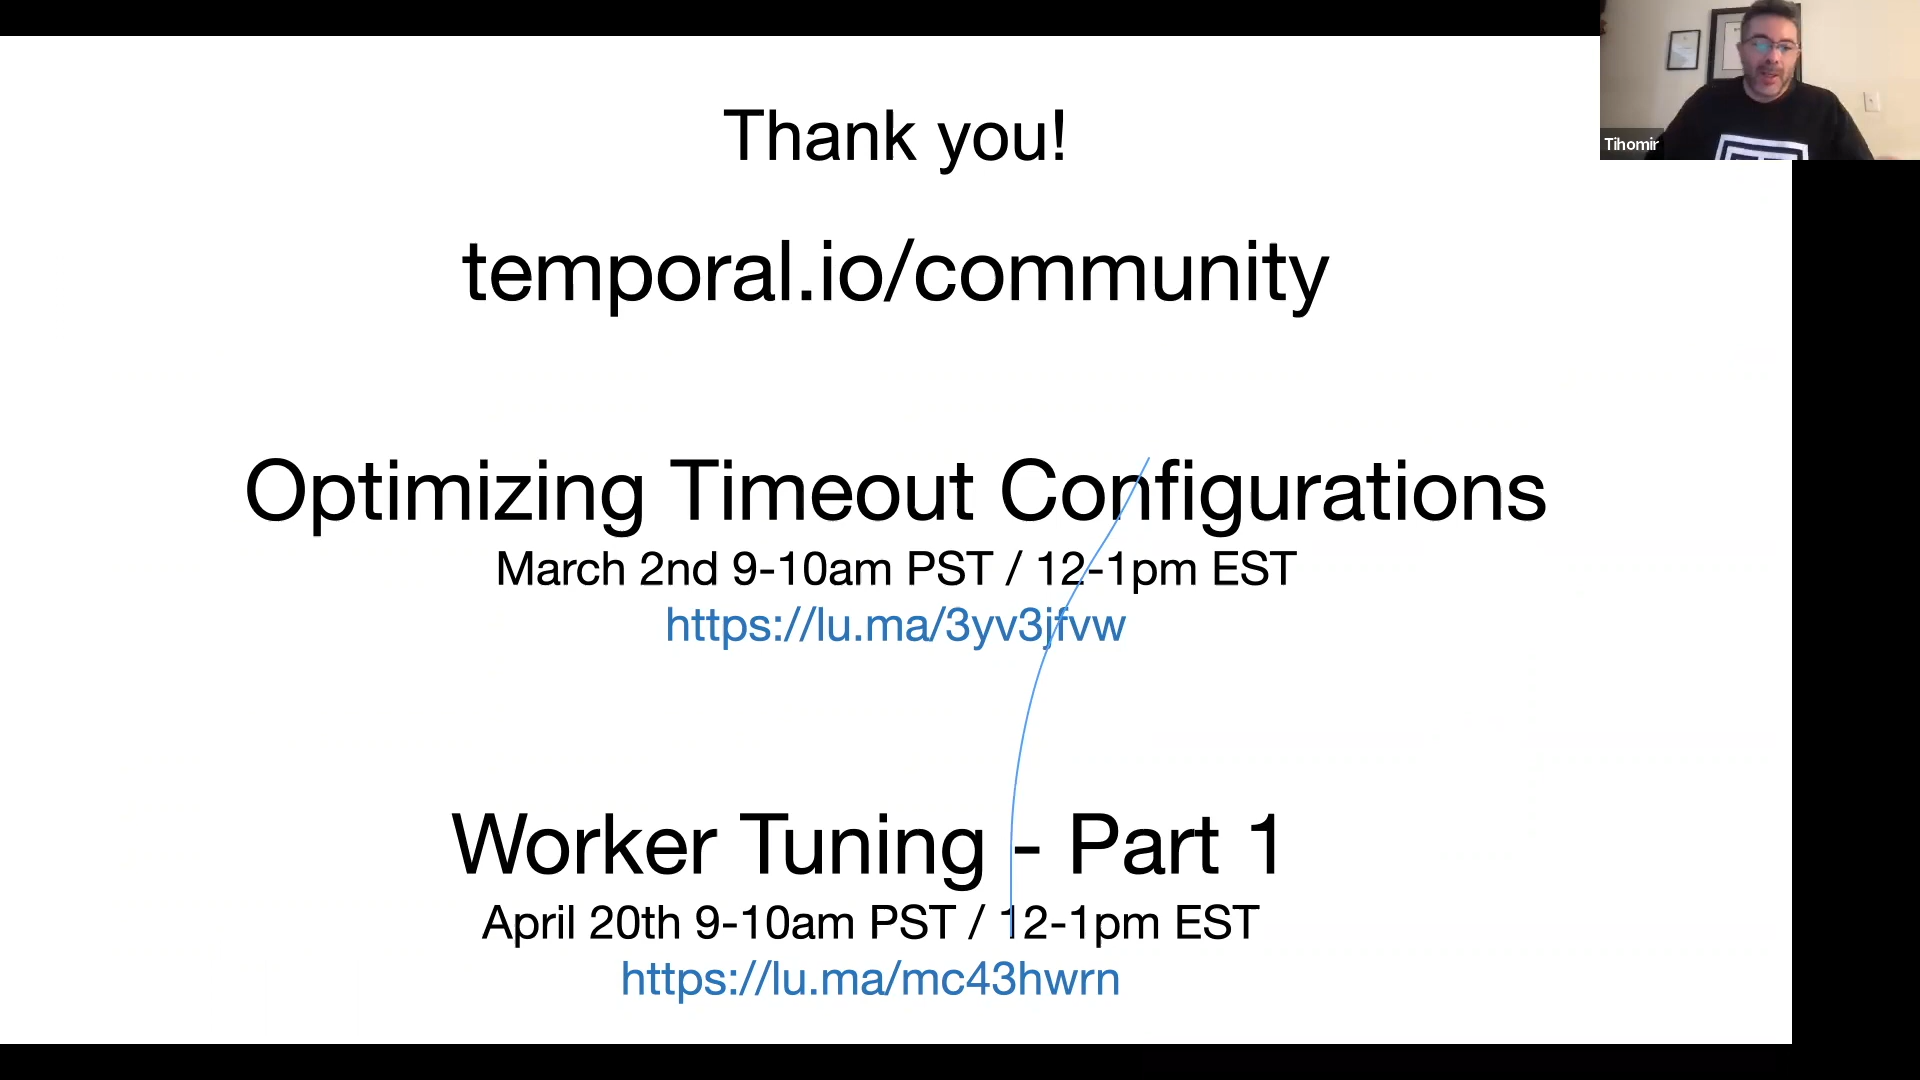 Thank you!
temporal.io/community
Optimizing Timeout Configurations
March 2nd 9-10am PST / 12-1pm EST
https://lu.ma/3yv3jfvw
Worker Tuning - Part 1
April 20th 9-10am PST / 12-1pm EST
https://lu.ma/mc43hwrn
Tihomir